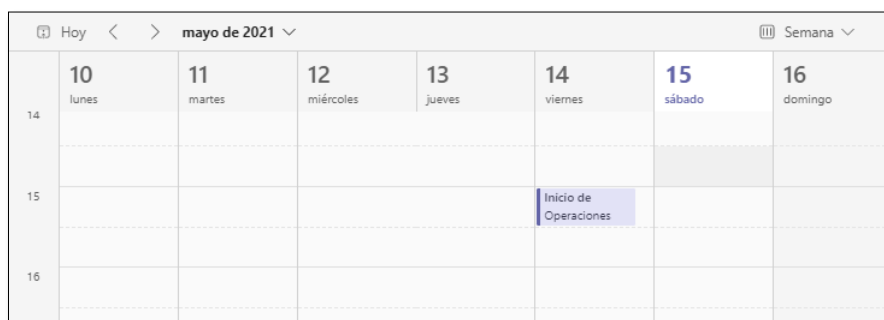 Hoy mayo de 2021 Semana
10 11 12 13 14 15 16
lunes martes miércoles jueves viernes sábado domingo
14
15
Início de
Operaciones
16